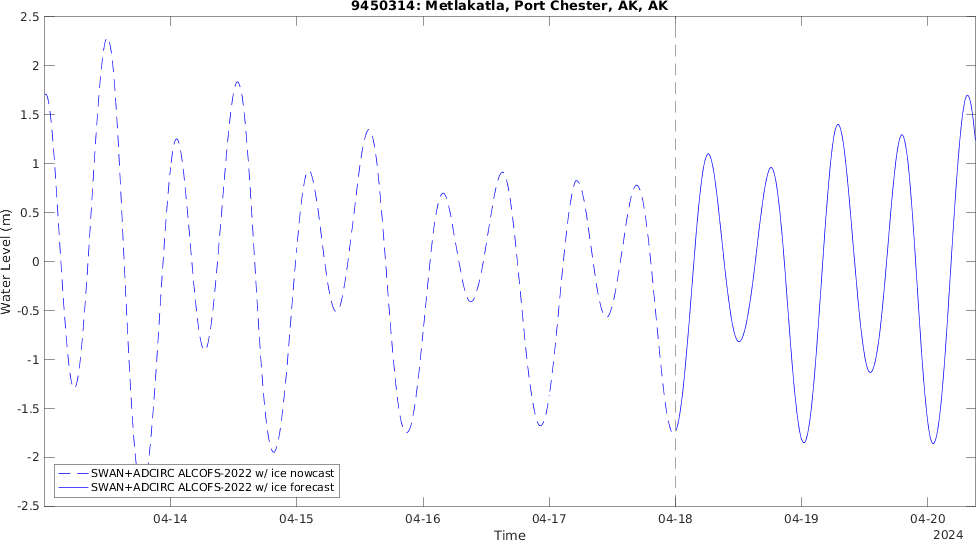 9450314: Metlakatla, Port Chester, AK, AK
2.5
2
1.5
1
0.5
0
-0.5
-1
-1.5
-2
-2.5
Water Level (m)
SWAN+ADCIRC ALCOFS-2022 w/ ice nowcast
SWAN+ADCIRC ALCOFS-2022 w/ ice forecast
04-14 04-15 04-16 04-17 04-18 04-19 04-20
Time
2024